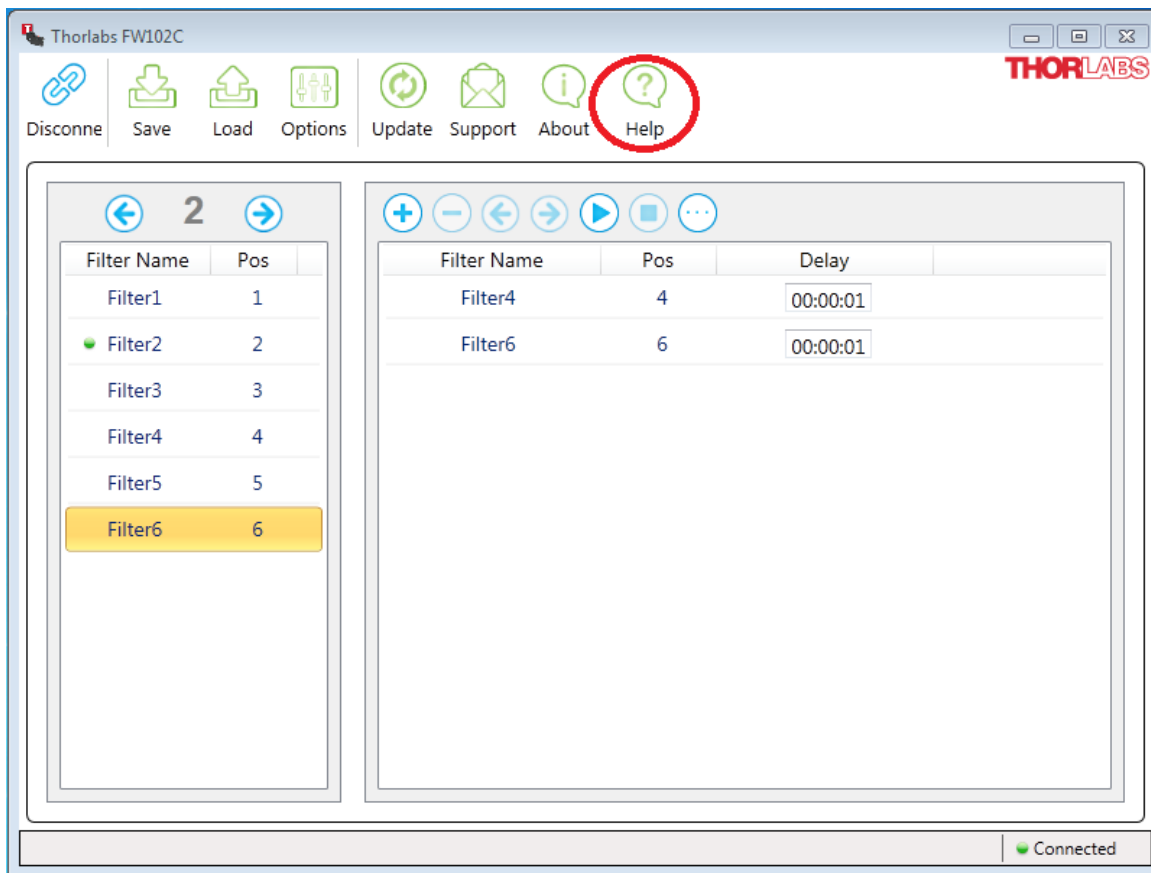 Thorlabs FW102C
THORLABS
Disconne Save Load Options Update Support About Help
2
Filter Name Pos
Filter1 1
Filter2 2
Filter3 3
Filter4 4
Filter5 5
Filter6 6
Filter Name Pos Delay
Filter4 4 00:00:01
Filter6 6 00:00:01
Connected